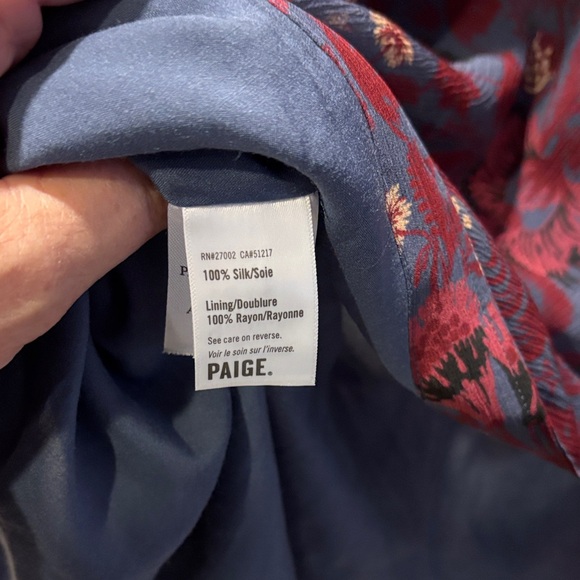 RN#27002 CA#51217
100% Silk/Soie
Lining/Doublure
100% Rayon/Rayonne
See care on reverse.
Voir le soin sur l'inverse.
PAIGE.